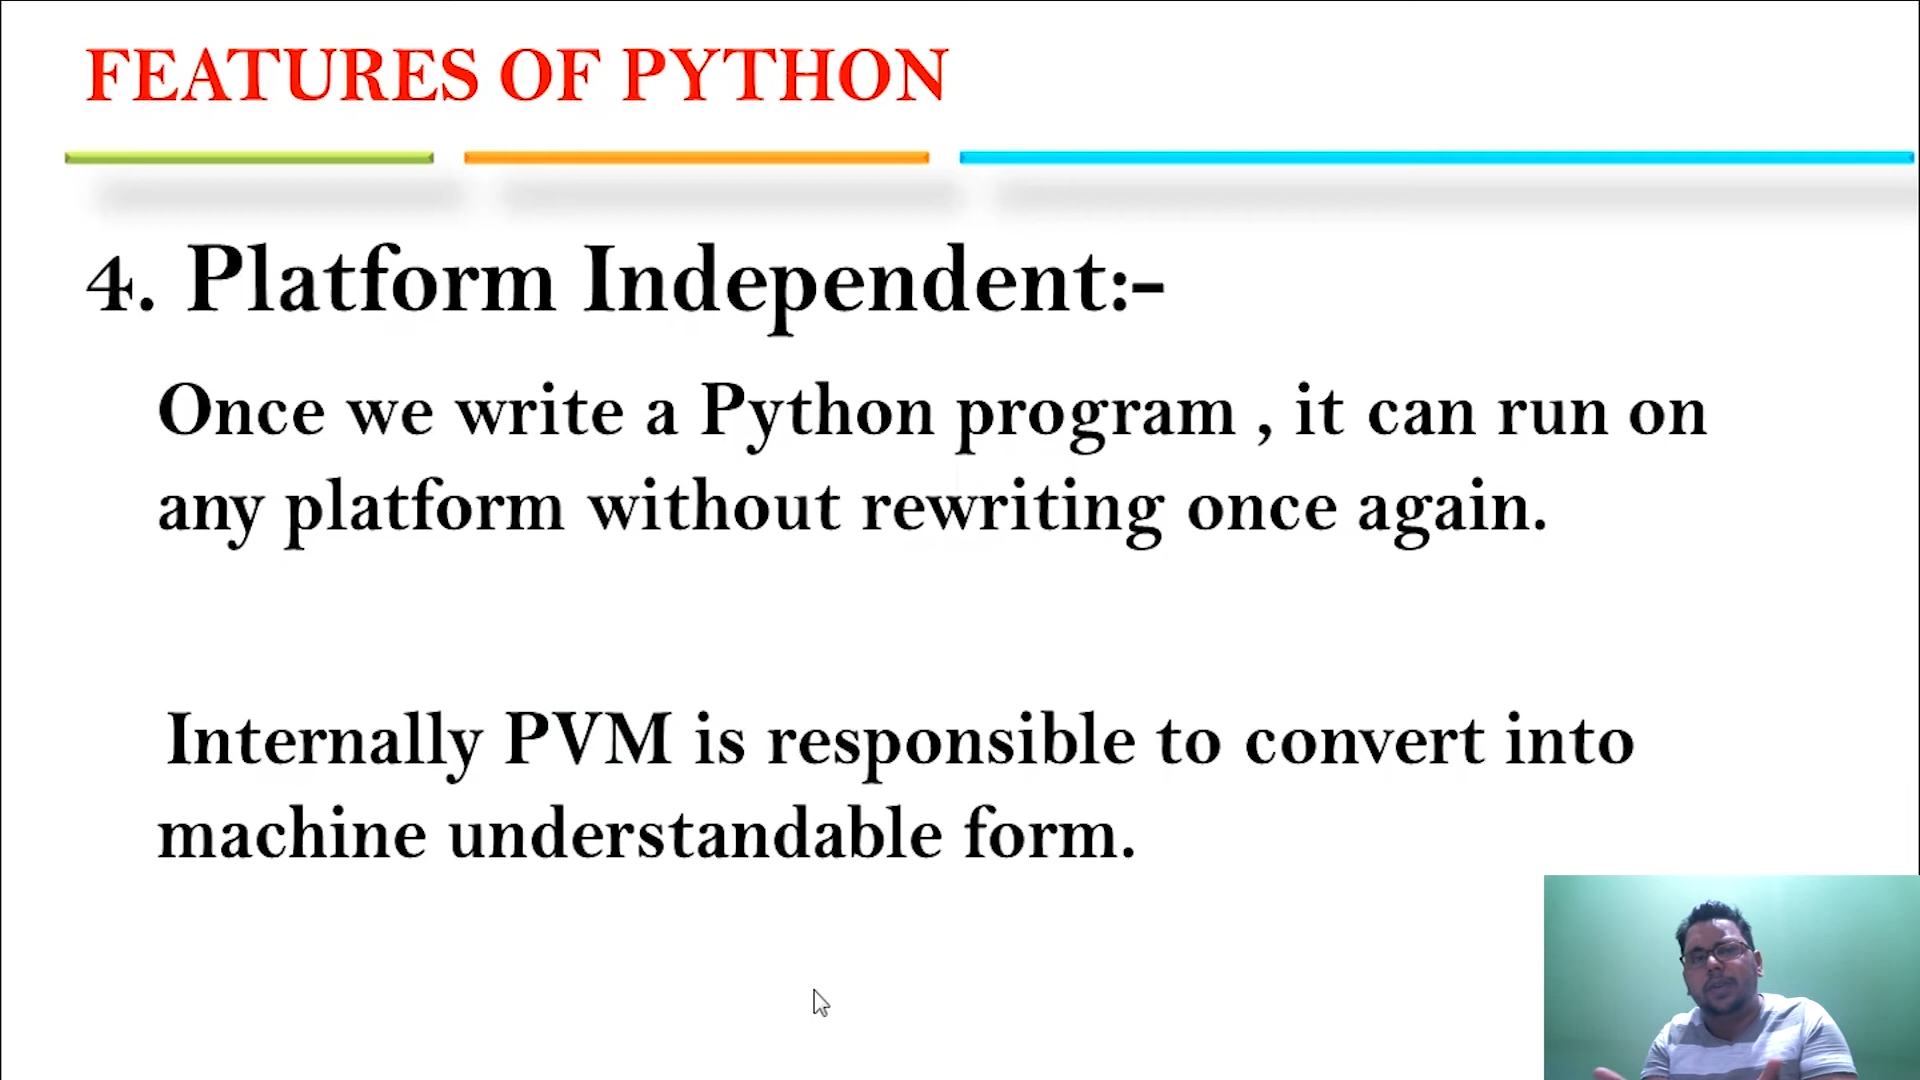 FEATURES OF PYTHON
4. Platform Independent:-
Once we write a Python program , it can run on
any platform without rewriting once again.
Internally PVM is responsible to convert into
machine understandable form.